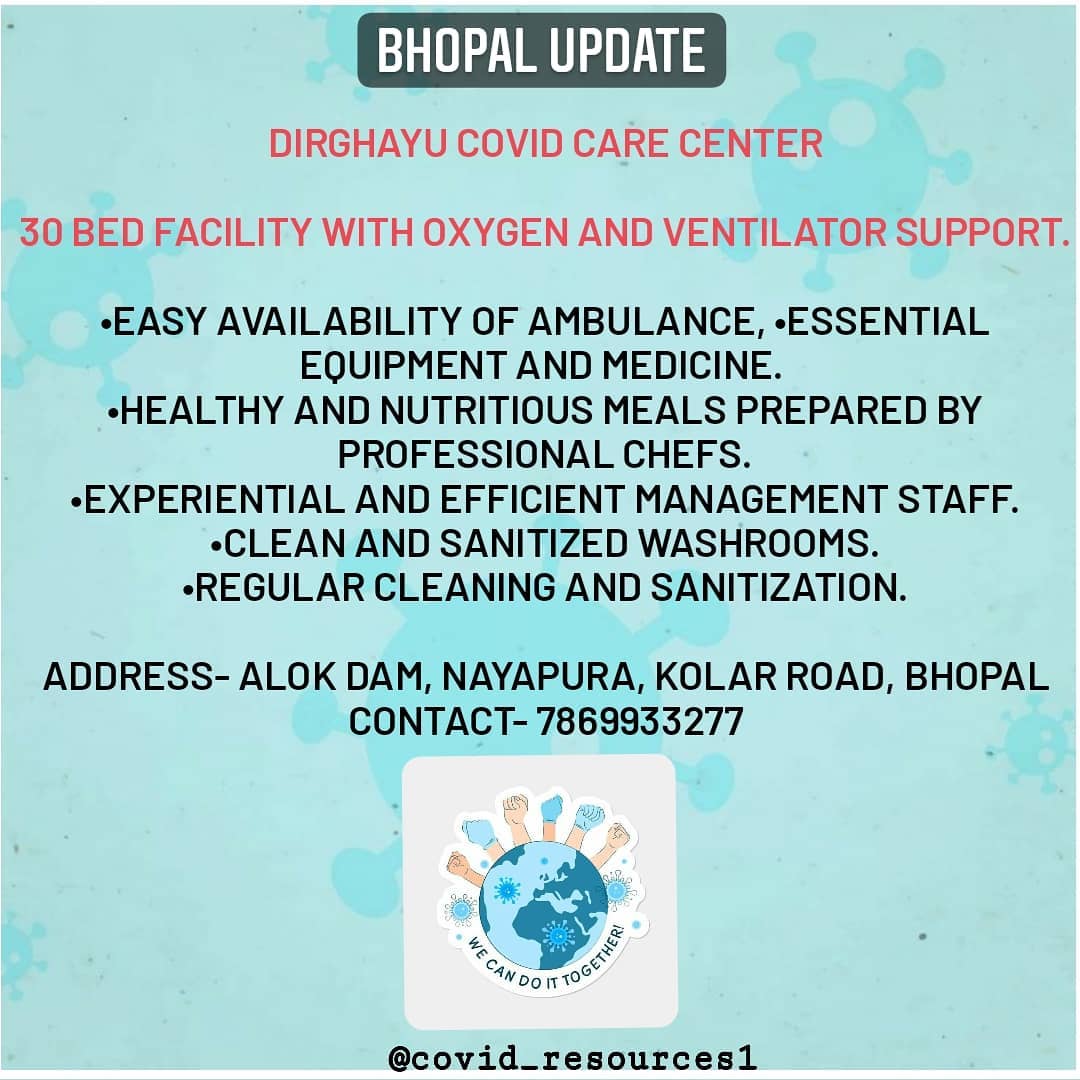 BHOPAL UPDATE
DIRGHAYU COVID CARE CENTER
30 BED FACILITY WITH OXYGEN AND VENTILATOR SUPPORT.
•EASY AVAILABILITY OF AMBULANCE, •ESSENTIAL
EQUIPMENT AND MEDICINE.
•HEALTHY AND NUTRITIOUS MEALS PREPARED BY
PROFESSIONAL CHEFS.
•EXPERIENTIAL AND EFFICIENT MANAGEMENT STAFF.
•CLEAN AND SANITIZED WASHROOMS.
•REGULAR CLEANING AND SANITIZATION.
ADDRESS- ALOK DAM, NAYAPURA, KOLAR ROAD, BHOPAL
CONTACT- 7869933277
WE CAN DO IT TOGETHER!
@covid_resources1